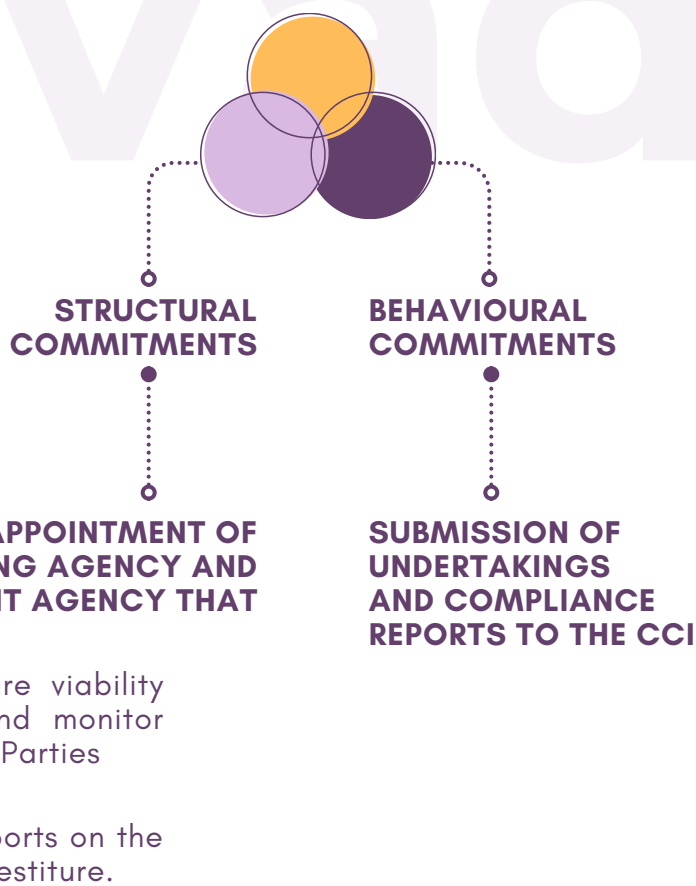 STRUCTURAL
COMMITMENTS
APPOINTMENT OF
NG AGENCY AND
IT AGENCY THAT
re viability
nd monitor
Parties
orts on the
estiture.
BEHAVIOURAL
COMMITMENTS
SUBMISSION OF
UNDERTAKINGS
AND COMPLIANCE
REPORTS TO THE CCI